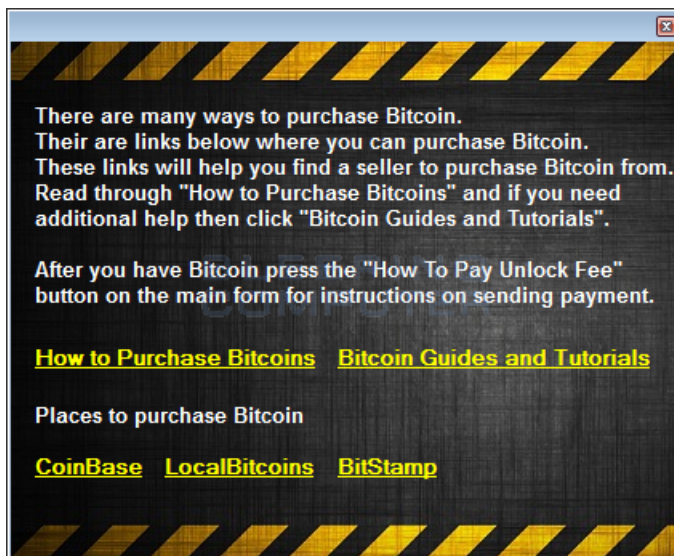 There are many ways to purchase Bitcoin.
Their are links below where you can purchase Bitcoin.
These links will help you find a seller to purchase Bitcoin from.
Read through "How to Purchase Bitcoins" and if you need
additional help then click "Bitcoin Guides and Tutorials".
After you have Bitcoin press the "How To Pay Unlock Fee"
button on the main form for instructions on sending payment.
How to Purchase Bitcoins Bitcoin Guides and Tutorials
Places to purchase Bitcoin
CoinBase LocalBitcoins BitStamp